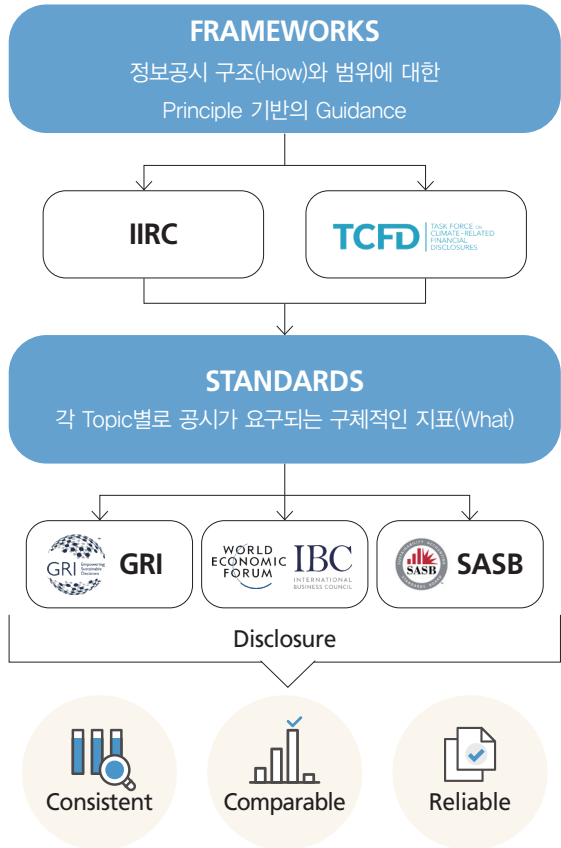 FRAMEWORKS
정보공시 구조(How)와 범위에 대한
Principle 기반의 Guidance
IIRC
TCFD
TASK FORCE ON
CLIMATE-RELATED
FINANCIAL
DISCLOSURES
STANDARDS
각 Topic별로 공시가 요구되는 구체적인 지표(What)
GRI
Empowering
Sustainable
Decisions
GRI
WORLD
ECONOMIC
FORUM
IBC
INTERNATIONAL
BUSINESS COUNCIL
SASB
SASB
Disclosure
Consistent
Comparable
Reliable